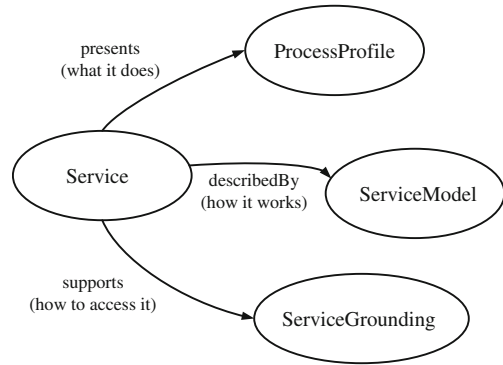 presents
(what it does)
ProcessProfile
Service
describedBy
(how it works)
ServiceModel
supports
(how to access it)
ServiceGrounding